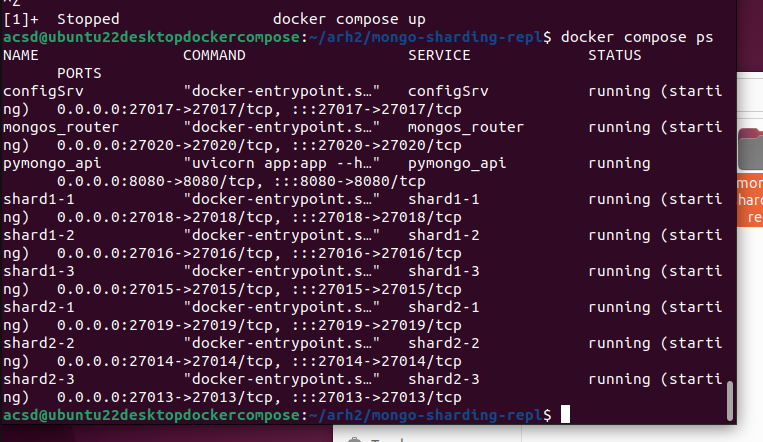 ^Z
[1]+  Stopped                 docker compose up
acsd@ubuntu22desktopdockercompose:~/arh2/mongo-sharding-repl$ docker compose ps
NAME                COMMAND                  SERVICE             STATUS
      PORTS
configSrv           "docker-entrypoint.s…"   configSrv           running (starti
ng)   0.0.0.0:27017->27017/tcp, :::27017->27017/tcp
mongos_router       "docker-entrypoint.s…"   mongos_router       running (starti
ng)   0.0.0.0:27020->27020/tcp, :::27020->27020/tcp
pymongo_api         "uvicorn app:app --h…"   pymongo_api         running
      0.0.0.0:8080->8080/tcp, :::8080->8080/tcp
shard1-1            "docker-entrypoint.s…"   shard1-1            running (starti
ng)   0.0.0.0:27018->27018/tcp, :::27018->27018/tcp
shard1-2            "docker-entrypoint.s…"   shard1-2            running (starti
ng)   0.0.0.0:27016->27016/tcp, :::27016->27016/tcp
shard1-3            "docker-entrypoint.s…"   shard1-3            running (starti
ng)   0.0.0.0:27015->27015/tcp, :::27015->27015/tcp
shard2-1            "docker-entrypoint.s…"   shard2-1            running (starti
ng)   0.0.0.0:27019->27019/tcp, :::27019->27019/tcp
shard2-2            "docker-entrypoint.s…"   shard2-2            running (starti
ng)   0.0.0.0:27014->27014/tcp, :::27014->27014/tcp
shard2-3            "docker-entrypoint.s…"   shard2-3            running (starti
ng)   0.0.0.0:27013->27013/tcp, :::27013->27013/tcp
acsd@ubuntu22desktopdockercompose:~/arh2/mongo-sharding-repl$
mon
shard
re